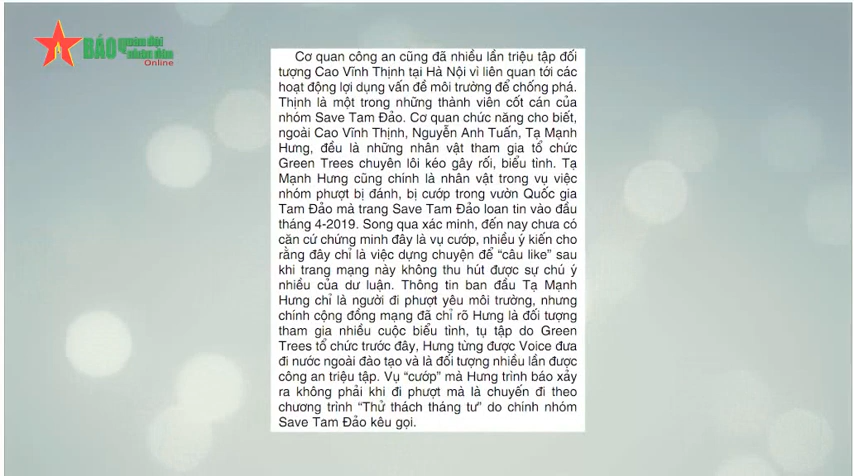 BÁO quân đội
nhân dân
Online
Cơ quan công an cũng đã nhiều lần triệu tập đối
tượng Cao Vĩnh Thịnh tại Hà Nội vì liên quan tới các
hoạt động lợi dụng vấn đề môi trường để chống phá.
Thịnh là một trong những thành viên cốt cán của
nhóm Save Tam Đảo. Cơ quan chức năng cho biết,
ngoài Cao Vĩnh Thịnh, Nguyễn Anh Tuấn, Tạ Mạnh
Hưng, đều là những nhân vật tham gia tổ chức
Green Trees chuyên lôi kéo gây rối, biểu tình. Tạ
Mạnh Hưng cũng chính là nhân vật trong vụ việc
nhóm phượt bị đánh, bị cướp trong vườn Quốc gia
Tam Đảo mà trang Save Tam Đảo loan tin vào đầu
tháng 4-2019. Song qua xác minh, đến nay chưa có
căn cứ chứng minh đây là vụ cướp, nhiều ý kiến cho
rằng đây chỉ là việc dựng chuyện để “câu like” sau
khi trang mạng này không thu hút được sự chú ý
nhiều của dư luận. Thông tin ban đầu Tạ Mạnh
Hưng chỉ là người đi phượt yêu môi trường, nhưng
chính cộng đồng mạng đã chỉ rõ Hưng là đối tượng
tham gia nhiều cuộc biểu tình, tụ tập do Green
Trees tổ chức trước đây, Hưng từng được Voice đưa
đi nước ngoài đào tạo và là đối tượng nhiều lần được
công an triệu tập. Vụ “cướp” mà Hưng trình báo xảy
ra không phải khi đi phượt mà là chuyến đi theo
chương trình “Thử thách tháng tư” do chính nhóm
Save Tam Đảo kêu gọi.